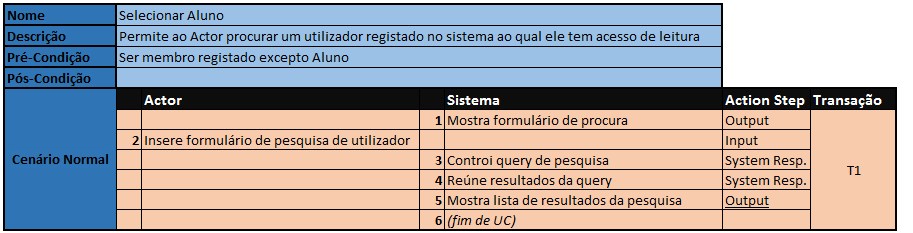 Nome Selecionar Aluno
Descrição Permite ao Actor procurar um utilizador registado no sistema ao qual ele tem acesso de leitura
Pré-Condição Ser membro registado excepto Aluno
Pós-Condição
Actor Sistema Action Step Transação
1 Mostra formulário de procura Output
2 Insere formulário de pesquisa de utilizador Input
Cenário Normal 3 Controi query de pesquisa System Resp.
4 Reúne resultados da query System Resp. T1
5 Mostra lista de resultados da pesquisa Output
6 (fim de UC)